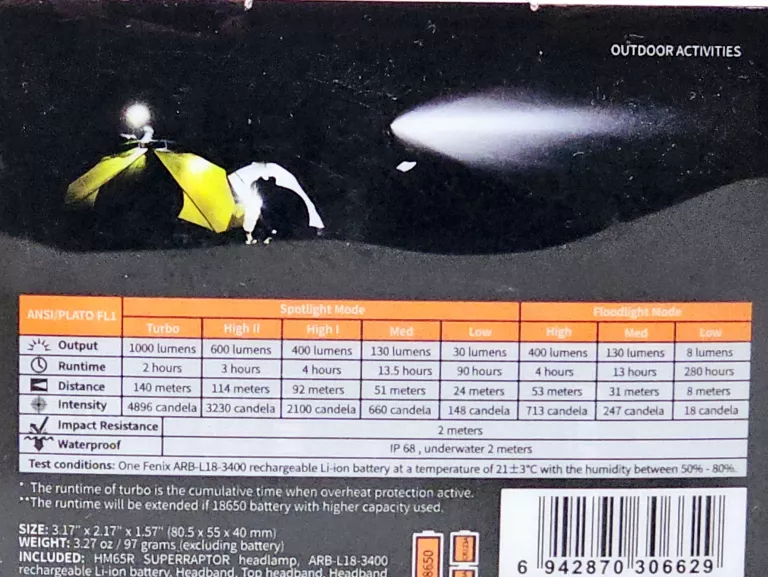 OUTDOOR ACTIVITIES
ANSI/PLATO FL1 Spotlight Mode Floodlight Mode
Turbo High II High I Med Low High Med Low
Output 1000 lumens 600 lumens 400 lumens 130 lumens 30 lumens 400 lumens 130 lumens 8 lumens
Runtime 2 hours 3 hours 4 hours 13.5 hours 90 hours 4 hours 13 hours 280 hours
Distance 140 meters 114 meters 92 meters 51 meters 24 meters 53 meters 31 meters 8 meters
Intensity 4896 candela 3230 candela 2100 candela 660 candela 148 candela 713 candela 247 candela 18 candela
Impact Resistance 2 meters
Waterproof IP 68 , underwater 2 meters
Test conditions: One Fenix ARB-L18-3400 rechargeable Li-ion battery at a temperature of 21±3°C with the humidity between 50% - 80%.
* The runtime of turbo is the cumulative time when overheat protection active.
**The runtime will be extended if 18650 battery with higher capacity used.
SIZE: 3.17" x 2.17" x 1.57" (80.5 x 55 x 40 mm)
WEIGHT: 3.27 oz / 97 grams (excluding battery)
INCLUDED: HM65R SUPERRAPTOR headlamp, ARB-L18-3400
rechargeable Li-ion battery, Headband, Top headband, Headband
18650
6 942870 306629